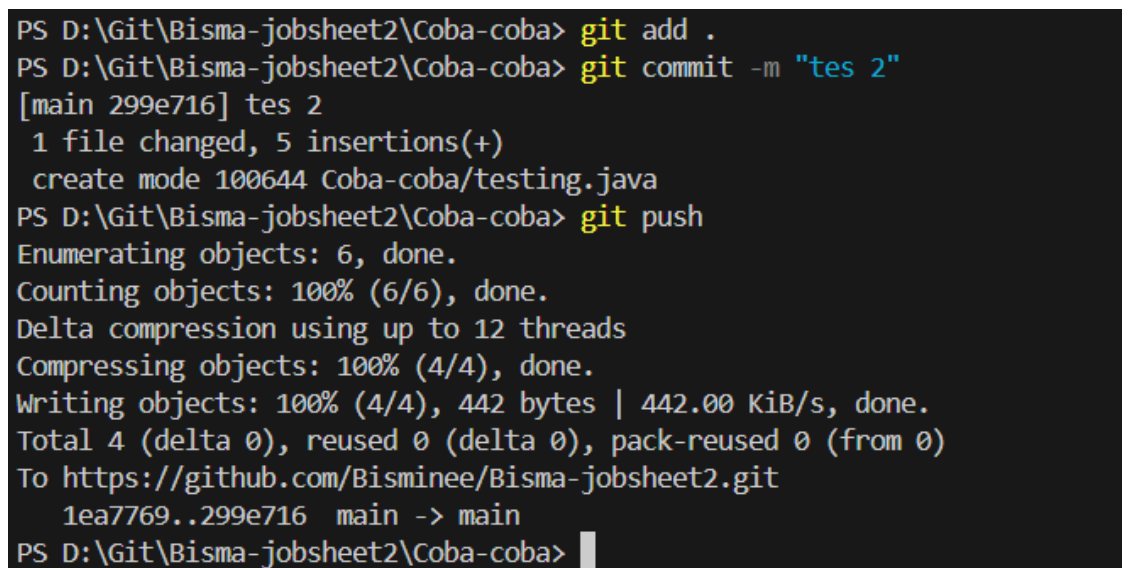 PS D:\Git\Bisma-jobsheet2\Coba-coba> git add .
PS D:\Git\Bisma-jobsheet2\Coba-coba> git commit -m "tes 2"
[main 299e716] tes 2
 1 file changed, 5 insertions(+)
 create mode 100644 Coba-coba/testing.java
PS D:\Git\Bisma-jobsheet2\Coba-coba> git push
Enumerating objects: 6, done.
Counting objects: 100% (6/6), done.
Delta compression using up to 12 threads
Compressing objects: 100% (4/4), done.
Writing objects: 100% (4/4), 442 bytes | 442.00 KiB/s, done.
Total 4 (delta 0), reused 0 (delta 0), pack-reused 0 (from 0)
To https://github.com/Bisminee/Bisma-jobsheet2.git
   1ea7769..299e716  main -> main
PS D:\Git\Bisma-jobsheet2\Coba-coba>